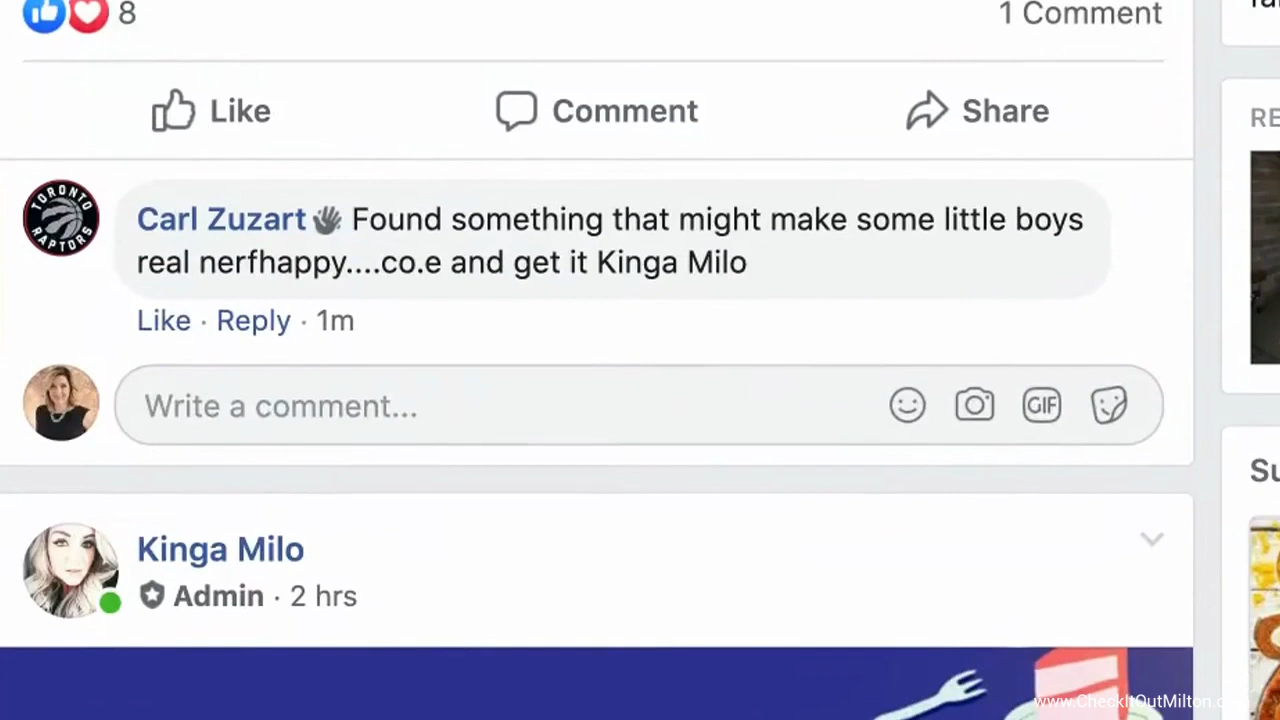 8
1 Comment
Like
Comment
Share
TORONTO
RAPTORS
Carl Zuzart Found something that might make some little boys
real nerfhappy....co.e and get it Kinga Milo
Like · Reply · 1m
Write a comment...
GIF
Kinga Milo
Admin · 2 hrs
RE
Su
www.CheckItOutMilton.c